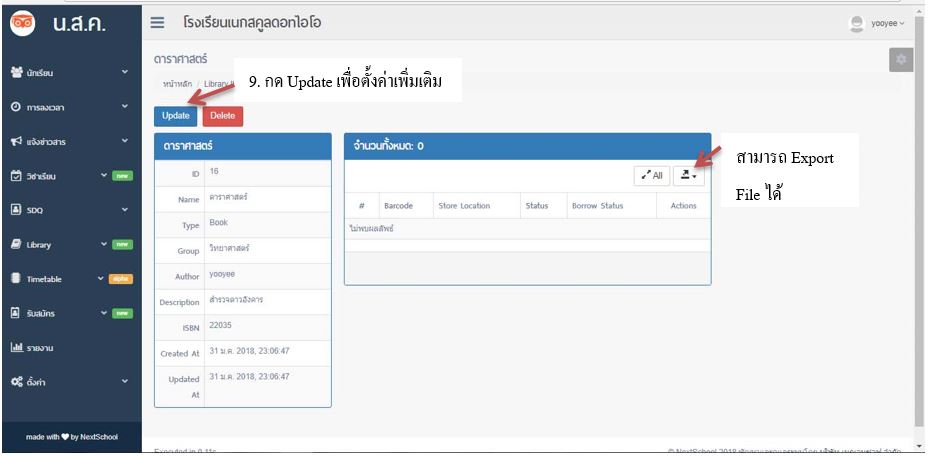 น.ส.ค.
โรงเรียนเนกสคูลดอทไอโอ
yooyee
นักเรียน
การลงเวลา
แจ้งข่าวสาร
วิชาเรียน new
SDQ
Library new
Timetable alpha
รับสมัคร new
รายงาน
ตั้งค่า
made with by NextSchool
ดาราศาสตร์
หน้าหลัก / Library
9. กด Update เพื่อตั้งค่าเพิ่มเติม
Update Delete
ดาราศาสตร์
ID 16
Name ดาราศาสตร์
Type Book
Group วิทยาศาสตร์
Author yooyee
Description สำรวจดาวอังคาร
ISBN 22035
Created At 31 ม.ค. 2018, 23:06:47
Updated At 31 ม.ค. 2018, 23:06:47
จำนวนทั้งหมด: 0
All
# Barcode Store Location Status Borrow Status Actions
ไม่พบผลลัพธ์
สามารถ Export
File ได้
Executed in 0.11s
© NextSchool 2018